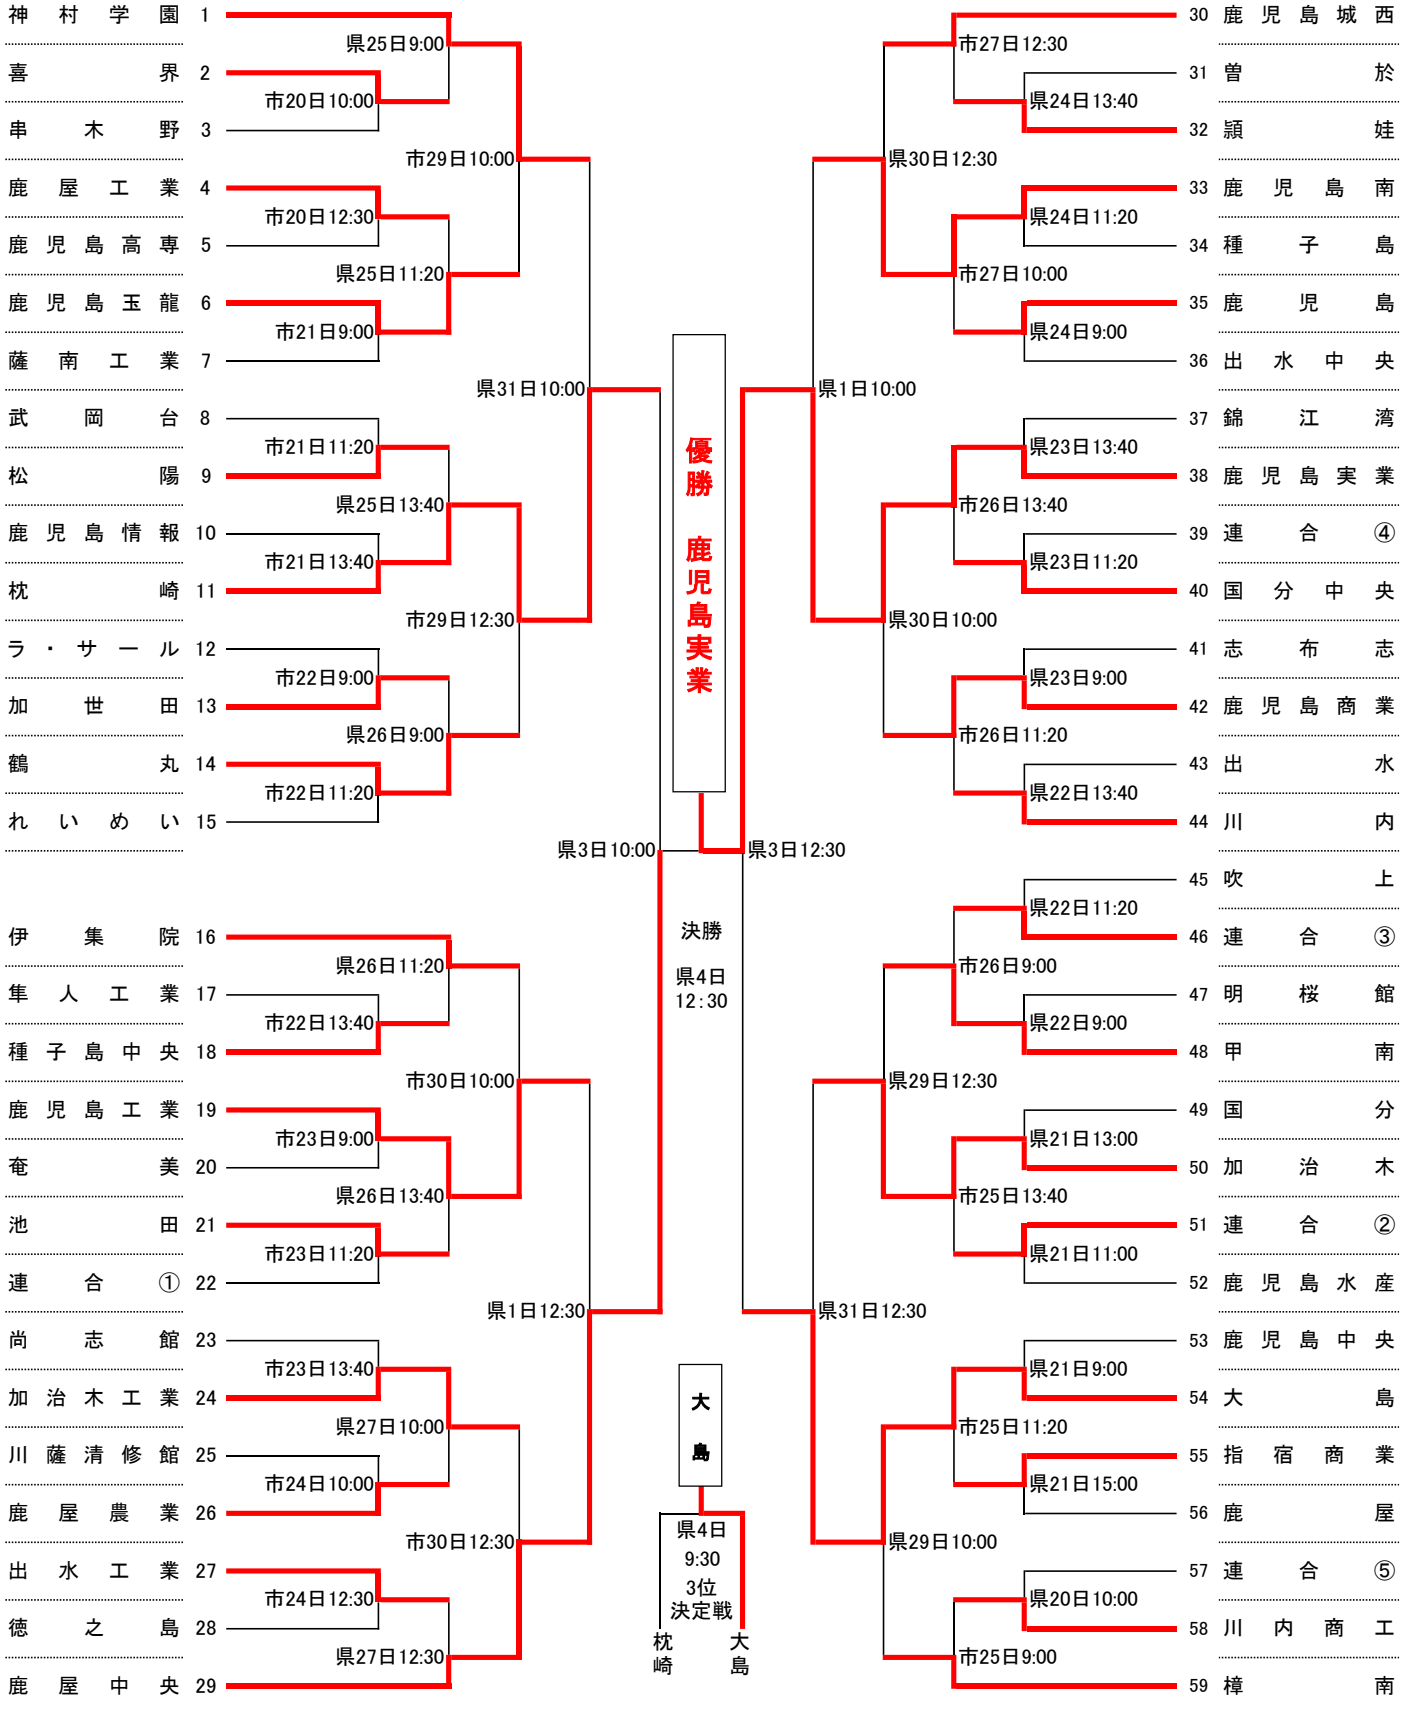 神村学園 1
喜界 2
串木野 3
鹿屋工業 4
鹿児島高専 5
鹿児島玉龍 6
薩南工業 7
武岡台 8
松陽 9
鹿児島情報 10
枕崎 11
ラ・サール 12
加世田 13
鶴丸 14
れいめい 15
伊集院 16
隼人工業 17
種子島中央 18
鹿児島工業 19
奄美 20
池田 21
連合① 22
尚志館 23
加治木工業 24
川薩清修館 25
鹿屋農業 26
出水工業 27
徳之島 28
鹿屋中央 29
県25日9:00
市20日10:00
市29日10:00
市20日12:30
県25日11:20
市21日9:00
県31日10:00
市21日11:20
県25日13:40
市21日13:40
市29日12:30
市22日9:00
県26日9:00
市22日11:20
県3日10:00
県26日11:20
市22日13:40
市30日10:00
市23日9:00
県26日13:40
市23日11:20
県1日12:30
市23日13:40
県27日10:00
市24日10:00
市30日12:30
市24日12:30
県27日12:30
優勝 鹿児島実業
決勝
県4日
12:30
大島
県4日
9:30
3位
決定戦
枕崎
大島
市27日12:30
県24日13:40
県30日12:30
県24日11:20
市27日10:00
県24日9:00
県1日10:00
県23日13:40
市26日13:40
県23日11:20
県30日10:00
県23日9:00
市26日11:20
県22日13:40
県3日12:30
県22日11:20
市26日9:00
県22日9:00
県29日12:30
県21日13:00
市25日13:40
県21日11:00
県31日12:30
県21日9:00
市25日11:20
県21日15:00
県29日10:00
県20日10:00
市25日9:00
30 鹿児島城西
31 曽於
32 頴娃
33 鹿児島南
34 種子島
35 鹿児島
36 出水中央
37 錦江湾
38 鹿児島実業
39 連合④
40 国分中央
41 志布志
42 鹿児島商業
43 出水
44 川内
45 吹上
46 連合③
47 明桜館
48 甲南
49 国分
50 加治木
51 連合②
52 鹿児島水産
53 鹿児島中央
54 大島
55 指宿商業
56 鹿屋
57 連合⑤
58 川内商工
59 樟南